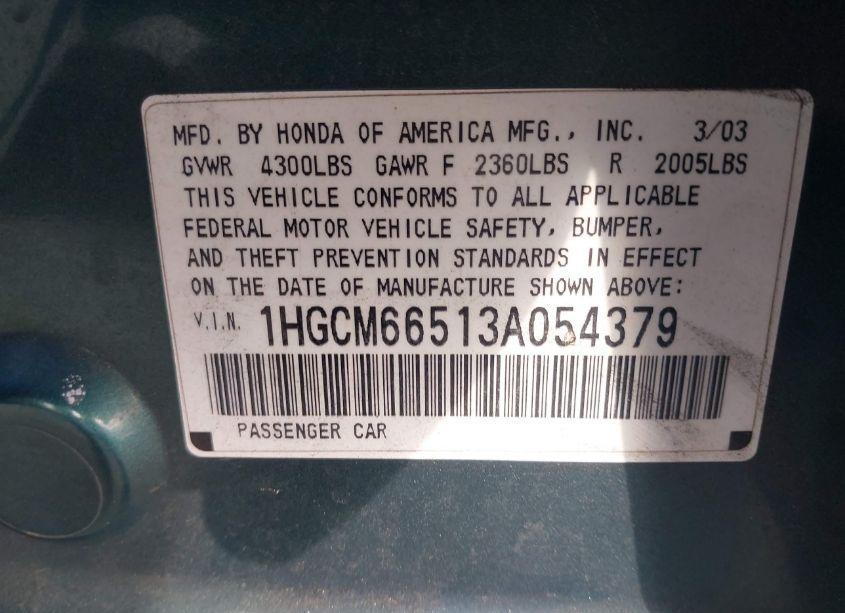 MFD. BY HONDA OF AMERICA MFG., INC. 3/03
GVWR 4300LBS GAWR F 2360LBS R 2005LBS
THIS VEHICLE CONFORMS TO ALL APPLICABLE
FEDERAL MOTOR VEHICLE SAFETY, BUMPER,
AND THEFT PREVENTION STANDARDS IN EFFECT
ON THE DATE OF MANUFACTURE SHOWN ABOVE:
V.I.N. 1HGCM66513A054379
PASSENGER CAR